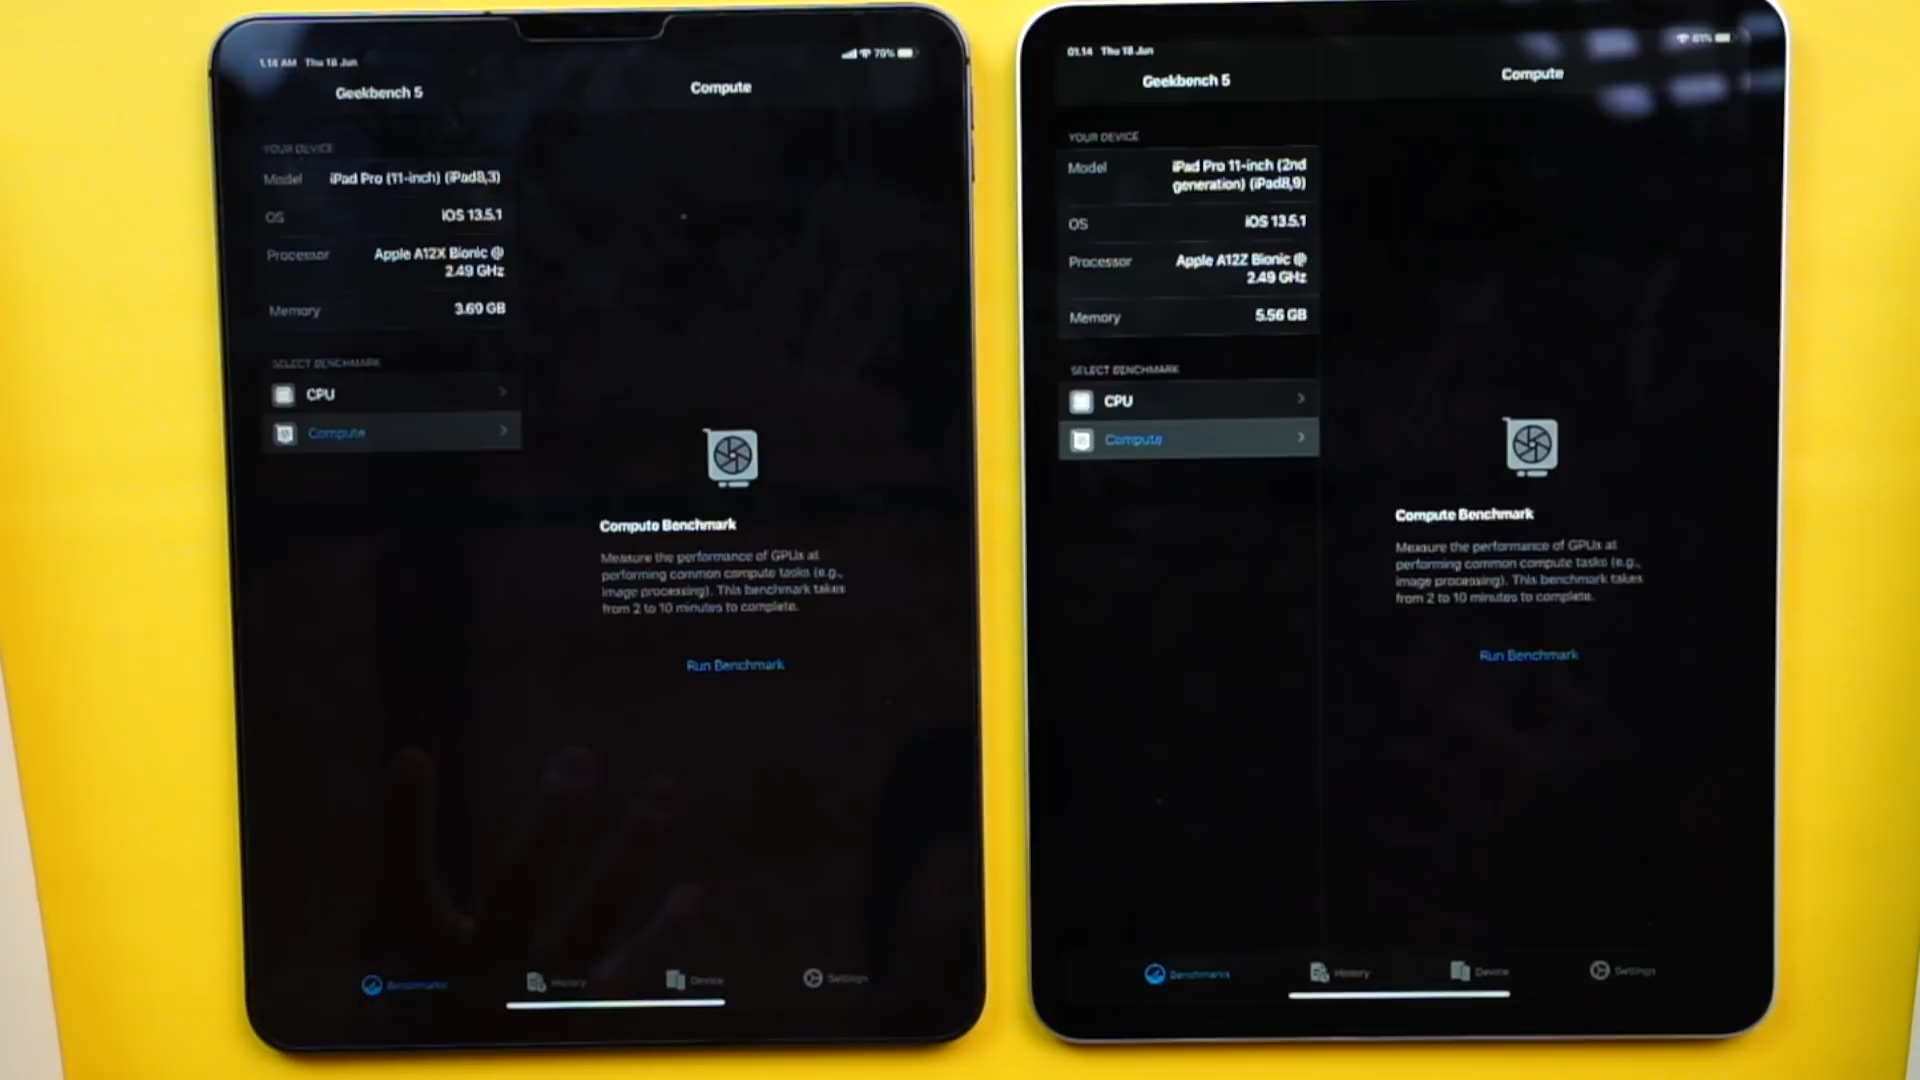 1:16 AM Thu 18 Jun
79%
Geekbench 5
Compute
YOUR DEVICE
Model iPad Pro (11-inch) (iPad8,3)
OS iOS 13.5.1
Processor Apple A12X Bionic @
2.49 GHz
Memory 3.69 GB
SELECT BENCHMARK
CPU
Compute
Compute Benchmark
Measure the performance of GPUs at
performing common compute tasks (e.g.,
image processing). This benchmark takes
from 2 to 10 minutes to complete.
Run Benchmark
Benchmarks
History
Device
Settings
01.14 Thu 18 Jun
81%
Geekbench 5
Compute
YOUR DEVICE
Model iPad Pro 11-inch (2nd
generation) (iPad8,9)
OS iOS 13.5.1
Processor Apple A12Z Bionic @
2.49 GHz
Memory 5.56 GB
SELECT BENCHMARK
CPU
Compute
Compute Benchmark
Measure the performance of GPUs at
performing common compute tasks (e.g.,
image processing). This benchmark takes
from 2 to 10 minutes to complete.
Run Benchmark
Benchmarks
History
Device
Settings